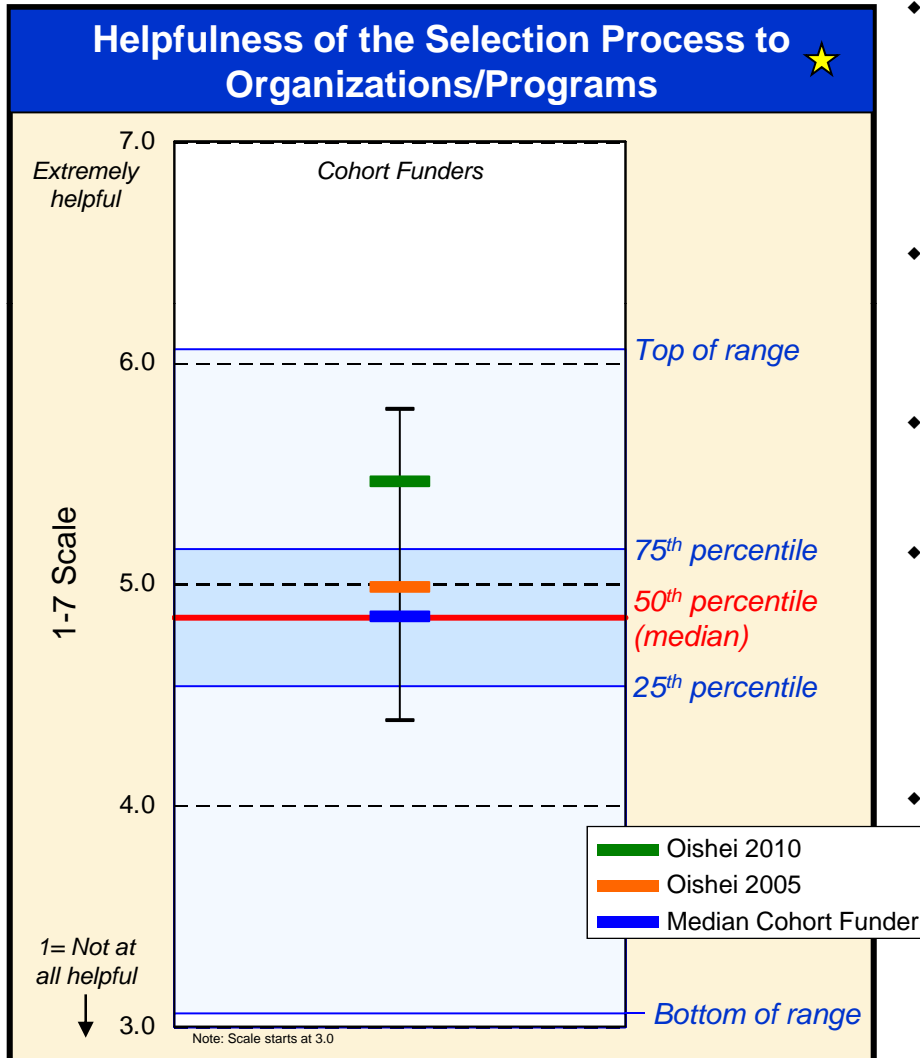 Helpfulness of the Selection Process to
Organizations/Programs
7.0
Extremely
helpful
Cohort Funders
6.0
Top of range
1-7 Scale
75th percentile
5.0
50th percentile
(median)
25th percentile
4.0
Oishei 2010
Oishei 2005
Median Cohort Funder
1= Not at
all helpful
3.0
Bottom of range
Note: Scale starts at 3.0